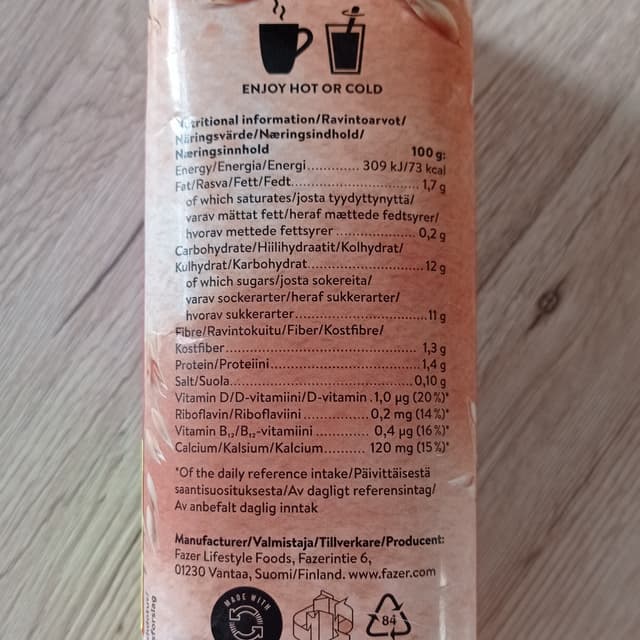 ENJOY HOT OR COLD
Nutritional information/Ravintoarvot/
Näringsvärde/Næringsindhold/
Næringsinnhold 100 g:
Energy/Energia/Energi............ 309 kJ/73 kcal
Fat/Rasva/Fett/Fedt.............................. 1,7 g
of which saturates/josta tyydyttynyttä/
varav mättat fett/heraf mættede fedtsyrer/
hvorav mettede fettsyrer .................... 0,2 g
Carbohydrate/Hiilihydraatit/Kolhydrat/
Kulhydrat/Karbohydrat............................12 g
of which sugars/josta sokereita/
varav sockerarter/heraf sukkerarter/
hvorav sukkerarter................................11 g
Fibre/Ravintokuitu/Fiber/Kostfibre/
Kostfiber.............................................. 1,3 g
Protein/Proteiini................................... 1,4 g
Salt/Suola............................................0,10 g
Vitamin D/D-vitamiini/D-vitamin .1,0 µg (20%)*
Riboflavin/Riboflaviini ................0,2 mg (14%)*
Vitamin B₁₂/B₁₂-vitamiini .............0,4 µg (16%)*
Calcium/Kalsium/Kalcium.......... 120 mg (15%)*
*Of the daily reference intake/Päivittäisestä
saantisuosituksesta/Av dagligt referensintag/
Av anbefalt daglig inntak
Manufacturer/Valmistaja/Tillverkare/Producent:
Fazer Lifestyle Foods, Fazerintie 6,
01230 Vantaa, Suomi/Finland. www.fazer.com
MADE WITH
84